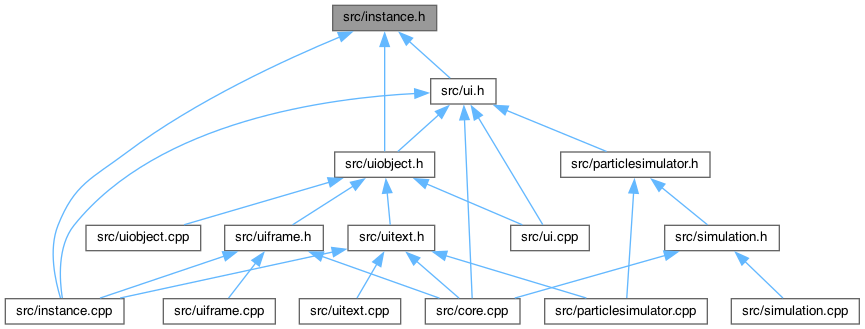 src/instance.h
src/ui.h
src/uiobject.h
src/particlesimulator.h
src/uiobject.cpp
src/uiframe.h
src/uitext.h
src/ui.cpp
src/simulation.h
src/instance.cpp
src/uiframe.cpp
src/uitext.cpp
src/core.cpp
src/particlesimulator.cpp
src/simulation.cpp